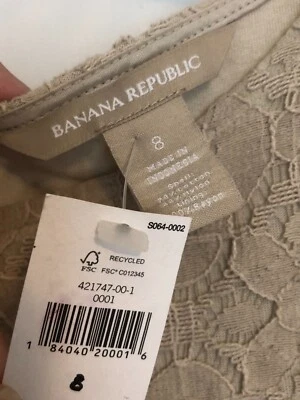 BANANA REPUBLIC
8
MADE IN
INDONESIA
Shell:
S064-0002
FSC
RECYCLED
FSC® C012345
421747-00-1
0001
1 84040 20001 6
8